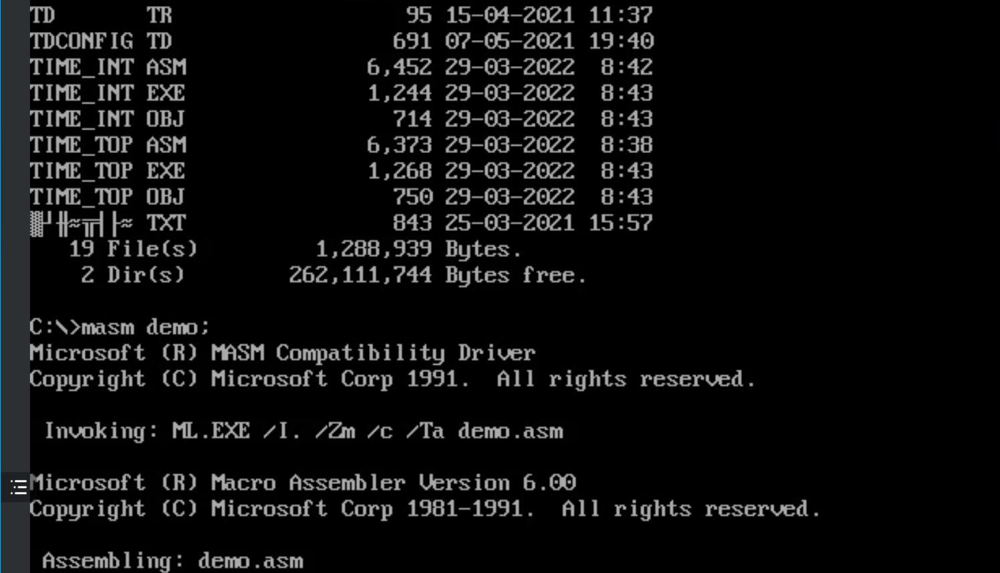 TD       TR                  95 15-04-2021 11:37
TDCONFIG TD                 691 07-05-2021 19:40
TIME_INT ASM              6,452 29-03-2022  8:42
TIME_INT EXE              1,244 29-03-2022  8:43
TIME_INT OBJ                714 29-03-2022  8:43
TIME_TOP ASM              6,373 29-03-2022  8:38
TIME_TOP EXE              1,268 29-03-2022  8:43
TIME_TOP OBJ                750 29-03-2022  8:43
TXT                843 25-03-2021 15:57
19 File(s)          1,288,939 Bytes.
2 Dir(s)         262,111,744 Bytes free.
C:\>masm demo;
Microsoft (R) MASM Compatibility Driver
Copyright (C) Microsoft Corp 1991.  All rights reserved.
Invoking: ML.EXE /I. /Zm /c /Ta demo.asm
Microsoft (R) Macro Assembler Version 6.00
Copyright (C) Microsoft Corp 1981-1991.  All rights reserved.
Assembling: demo.asm